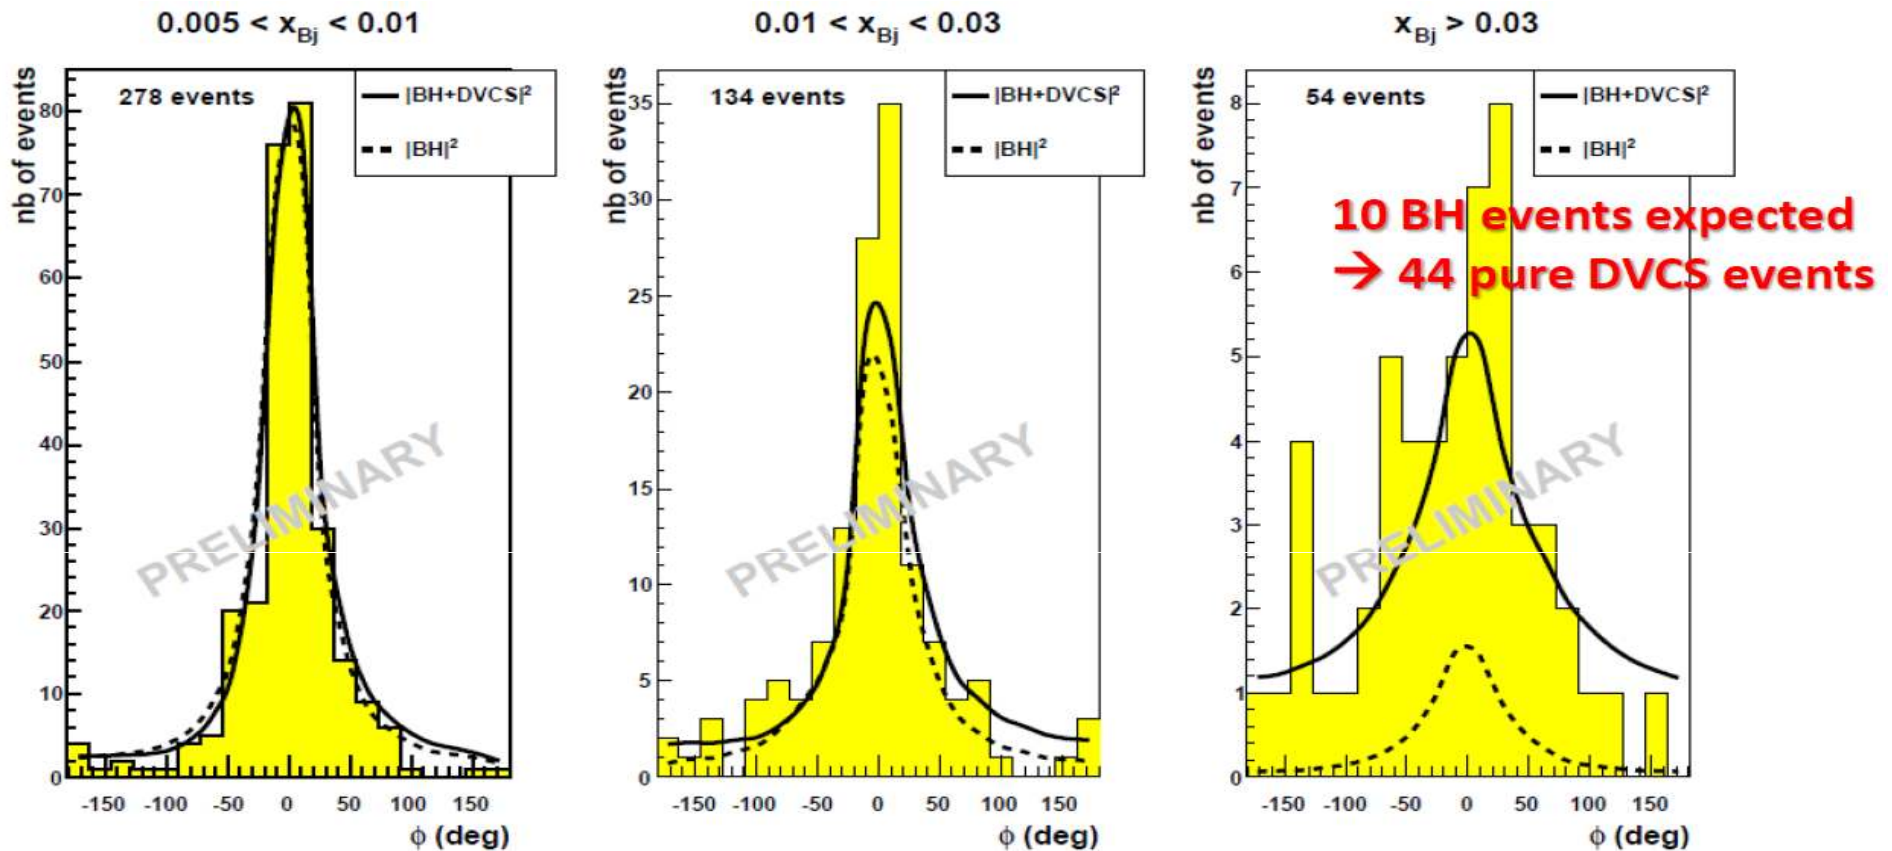 0.005 < xBj < 0.01
nb of events
278 events
|BH+DVCS|²
|BH|²
80
70
60
50
40
30
20
10
0
PRELIMINARY
-150 -100 -50 0 50 100 150
ϕ (deg)
0.01 < xBj < 0.03
nb of events
134 events
|BH+DVCS|²
|BH|²
35
30
25
20
15
10
5
0
PRELIMINARY
-150 -100 -50 0 50 100 150
ϕ (deg)
xBj > 0.03
nb of events
54 events
|BH+DVCS|²
|BH|²
10 BH events expected
→ 44 pure DVCS events
8
7
6
5
4
3
2
1
0
PRELIMINARY
-150 -100 -50 0 50 100 150
ϕ (deg)